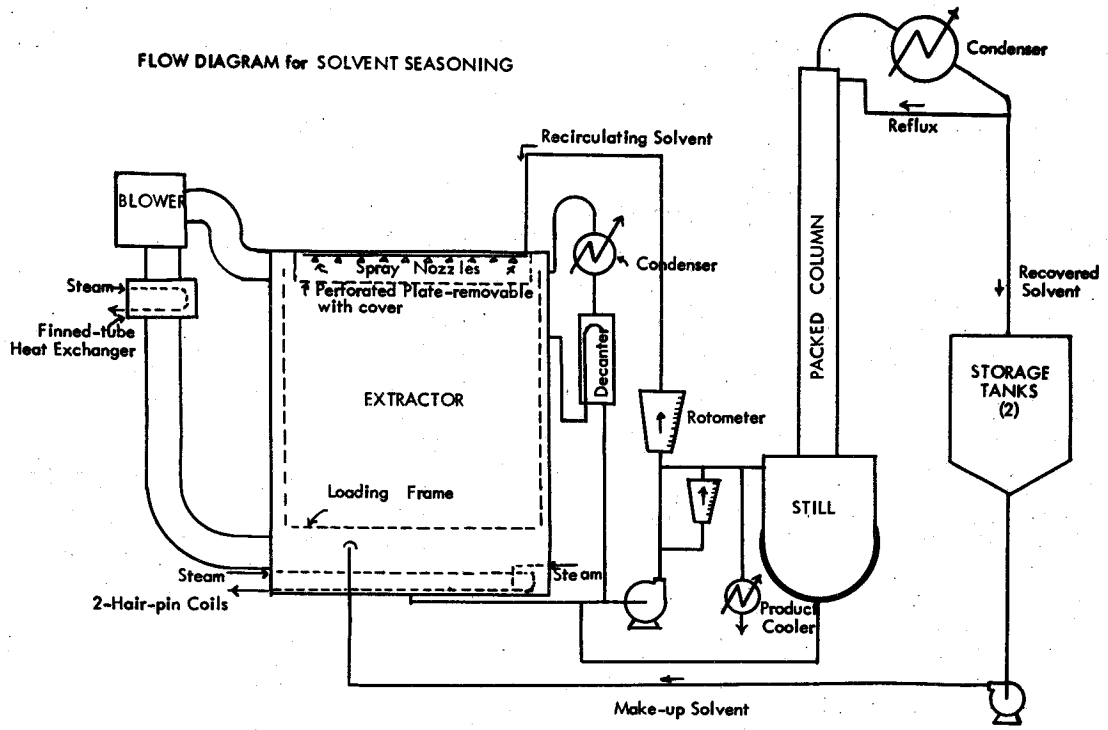 FLOW DIAGRAM for SOLVENT SEASONING
Condenser
Reflux
Recirculating Solvent
BLOWER
Spray Nozzles
Condenser
Perforated Plate-removable
with cover
Steam
Finned-tube
Heat Exchanger
Decanter
PACKED COLUMN
Recovered
Solvent
EXTRACTOR
STORAGE
TANKS
(2)
Rotometer
Loading Frame
STILL
Steam
Steam
2-Hair-pin Coils
Product
Cooler
Make-up Solvent